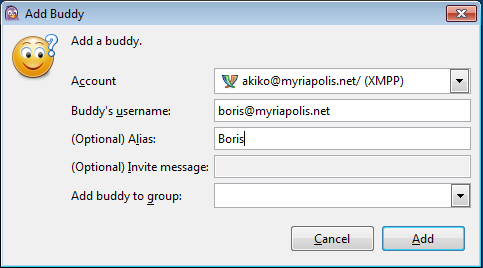 Add Buddy
Add a buddy.
Account
akiko@myriapolis.net/ (XMPP)
Buddy's username:
boris@myriapolis.net
(Optional) Alias:
Boris
(Optional) Invite message:
Add buddy to group:
Cancel
Add